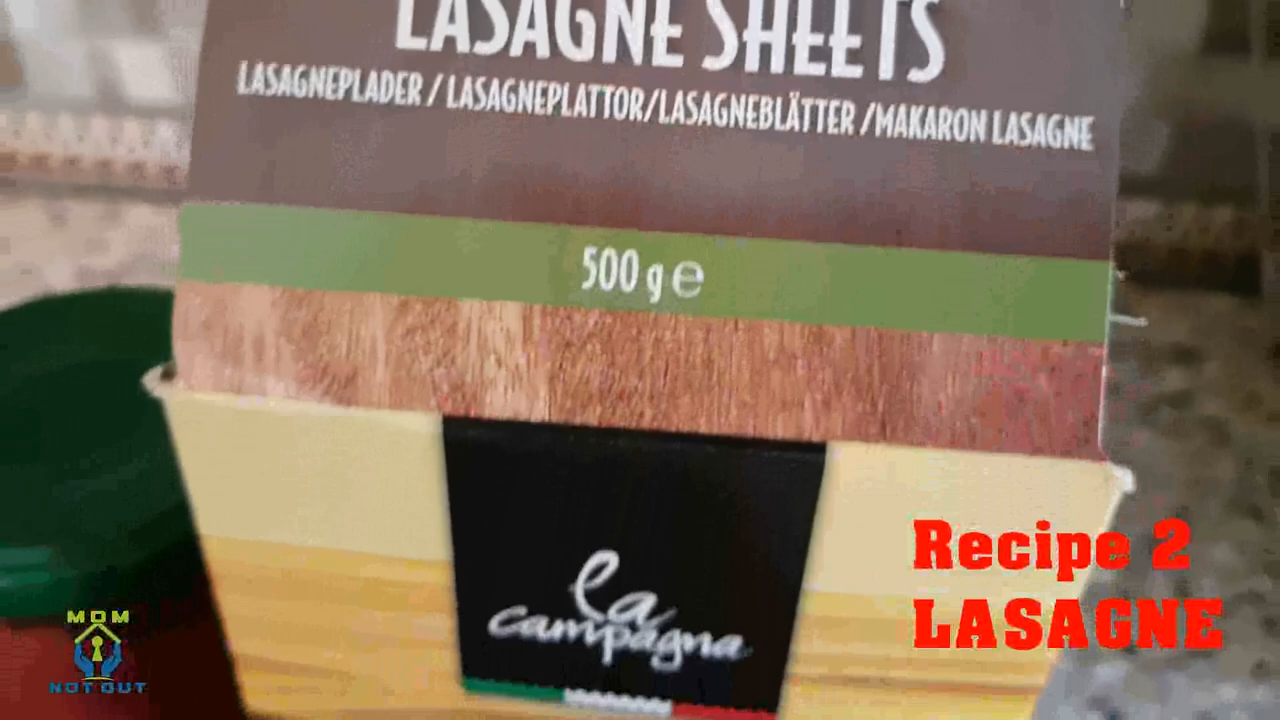 LASAGNE SHEETS
LASAGNEPLADER / LASAGNEPLATTOR/LASAGNEBLÄTTER /MAKARON LASAGNE
500 g e
la
campagna
Recipe 2
LASAGNE
MOM
NOT OUT